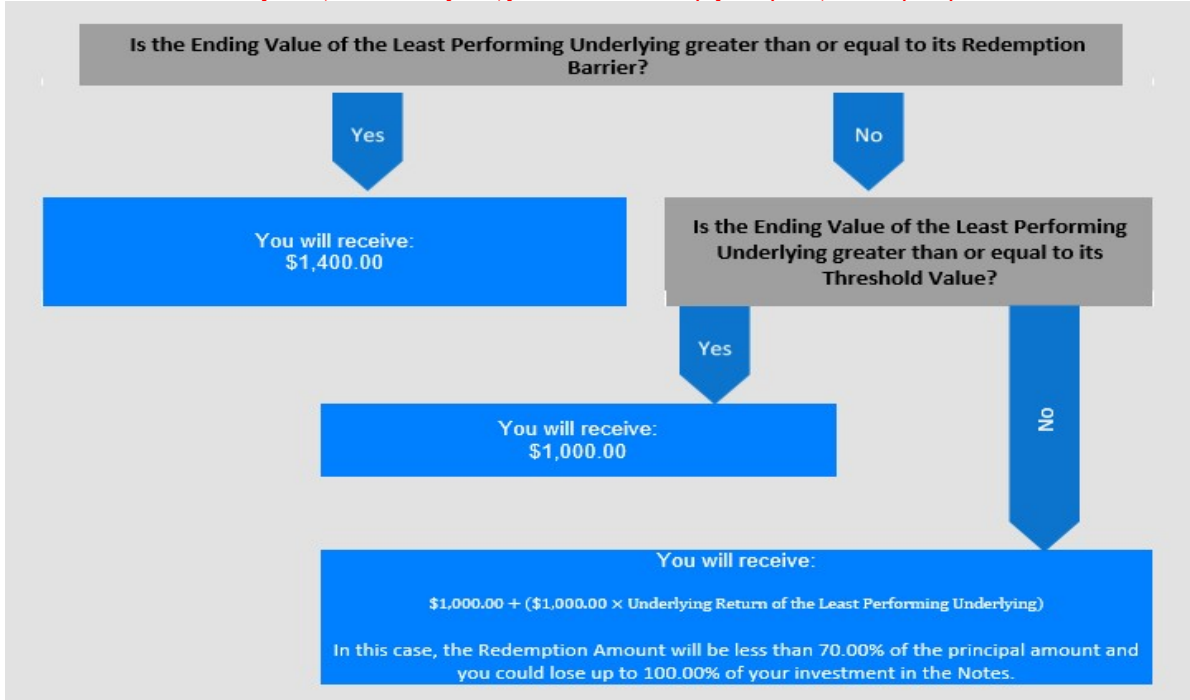 Is the Ending Value of the Least Performing Underlying greater than or equal to its Redemption
Barrier?
Yes
No
You will receive:
$1,400.00
Is the Ending Value of the Least Performing
Underlying greater than or equal to its
Threshold Value?
Yes
No
You will receive:
$1,000.00
You will receive:
$1,000.00 + ($1,000.00 × Underlying Return of the Least Performing Underlying)
In this case, the Redemption Amount will be less than 70.00% of the principal amount and
you could lose up to 100.00% of your investment in the Notes.